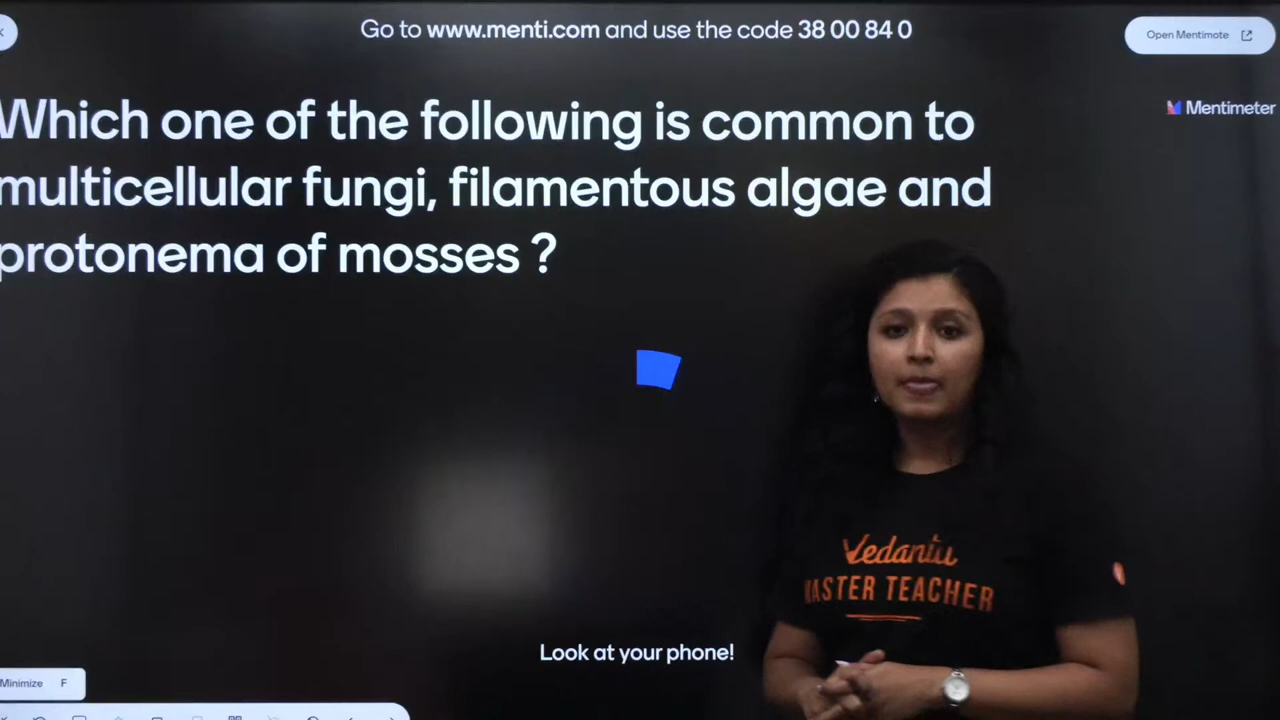 Go to www.menti.com and use the code 38 00 84 0
Open Mentimote
Mentimeter
Which one of the following is common to
multicellular fungi, filamentous algae and
protonema of mosses ?
Vedantu
MASTER TEACHER
Look at your phone!
Minimize F